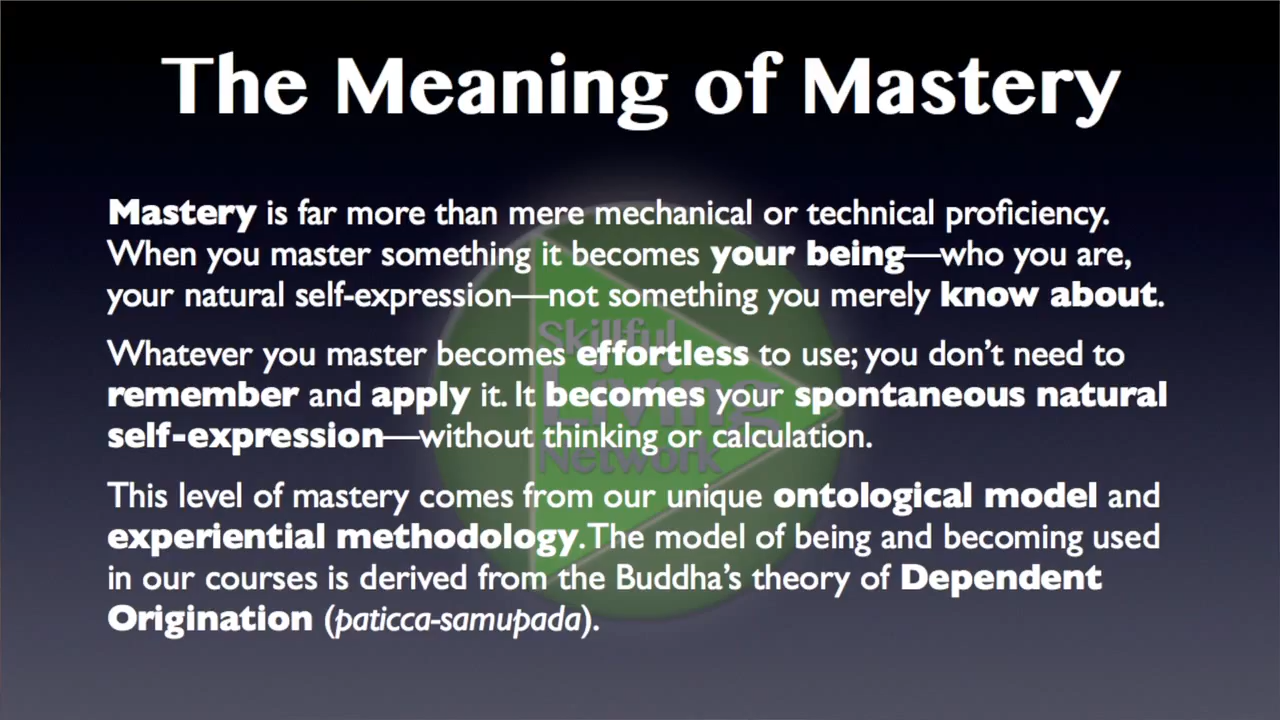 The Meaning of Mastery
Mastery is far more than mere mechanical or technical proficiency.
When you master something it becomes your being—who you are,
your natural self-expression—not something you merely know about.
Whatever you master becomes effortless to use; you don't need to
remember and apply it. It becomes your spontaneous natural
self-expression—without thinking or calculation.
This level of mastery comes from our unique ontological model and
experiential methodology. The model of being and becoming used
in our courses is derived from the Buddha's theory of Dependent
Origination (paticca-samupada).
Skillful
Living
Network